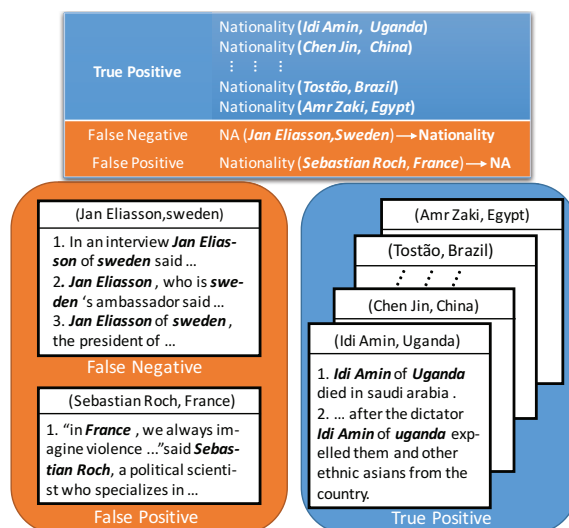 True Positive
Nationality (Idi Amin, Uganda)
Nationality (Chen Jin, China)
⋮ ⋮ ⋮
Nationality (Tostão, Brazil)
Nationality (Amr Zaki, Egypt)
False Negative NA (Jan Eliasson,Sweden) → Nationality
False Positive Nationality (Sebastian Roch, France) → NA
(Jan Eliasson,sweden)
1. In an interview Jan Elias-
son of sweden said ...
2. Jan Eliasson , who is swe-
den 's ambassador said ...
3. Jan Eliasson of sweden ,
the president of ...
False Negative
(Sebastian Roch, France)
1. "in France , we always im-
agine violence ..."said Sebas-
tian Roch, a political scienti-
st who specializes in ...
False Positive
(Amr Zaki, Egypt)
(Tostão, Brazil)
(Chen Jin, China)
(Idi Amin, Uganda)
1. Idi Amin of Uganda
died in saudi arabia .
2. ... after the dictator
Idi Amin of uganda exp-
elled them and other
ethnic asians from the
country.
True Positive